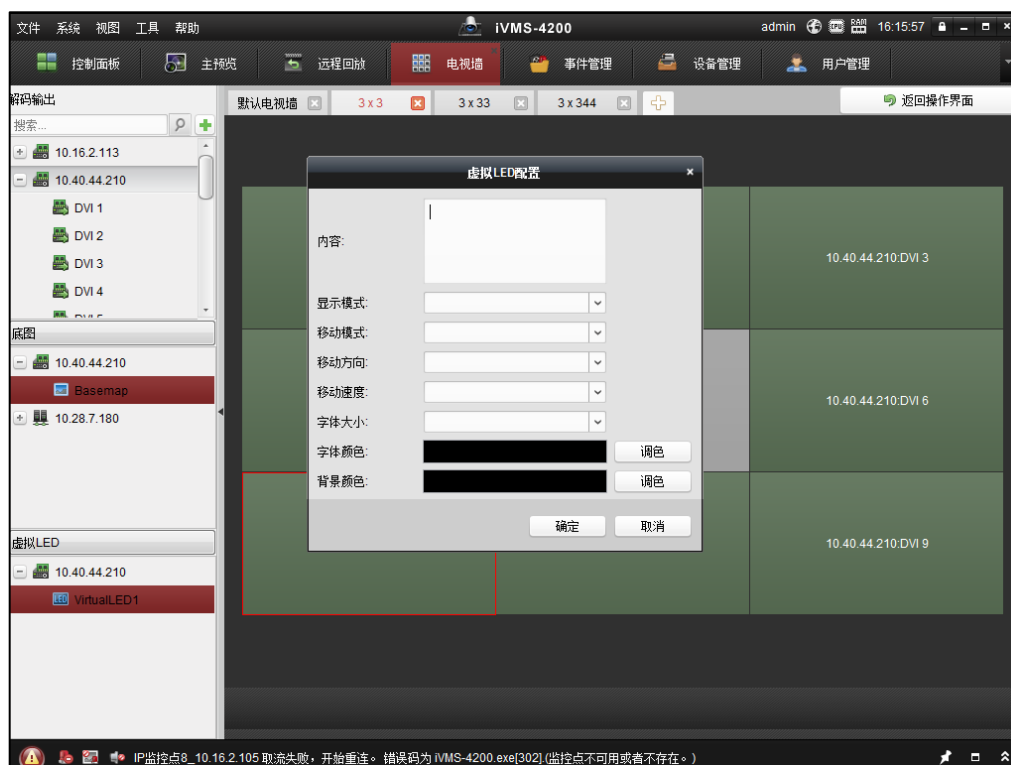 文件 系统 视图 工具 帮助 iVMS-4200 admin CPU RAM 16:15:57
控制面板 主预览 远程回放 电视墙 事件管理 设备管理 用户管理
解码输出
默认电视墙 3 x 3 3 x 33 3 x 344 返回操作界面
搜索...
10.16.2.113
10.40.44.210
DVI 1
DVI 2
DVI 3
DVI 4
底图
10.40.44.210
Basemap
10.28.7.180
虚拟LED
10.40.44.210
VirtualLED1
虚拟LED配置
内容:
显示模式:
移动模式:
移动方向:
移动速度:
字体大小:
字体颜色: 调色
背景颜色: 调色
确定 取消
10.40.44.210:DVI 3
10.40.44.210:DVI 6
10.40.44.210:DVI 9
IP监控点8_10.16.2.105 取流失败，开始重连。错误码为 iVMS-4200.exe[302].(监控点不可用或者不存在。)